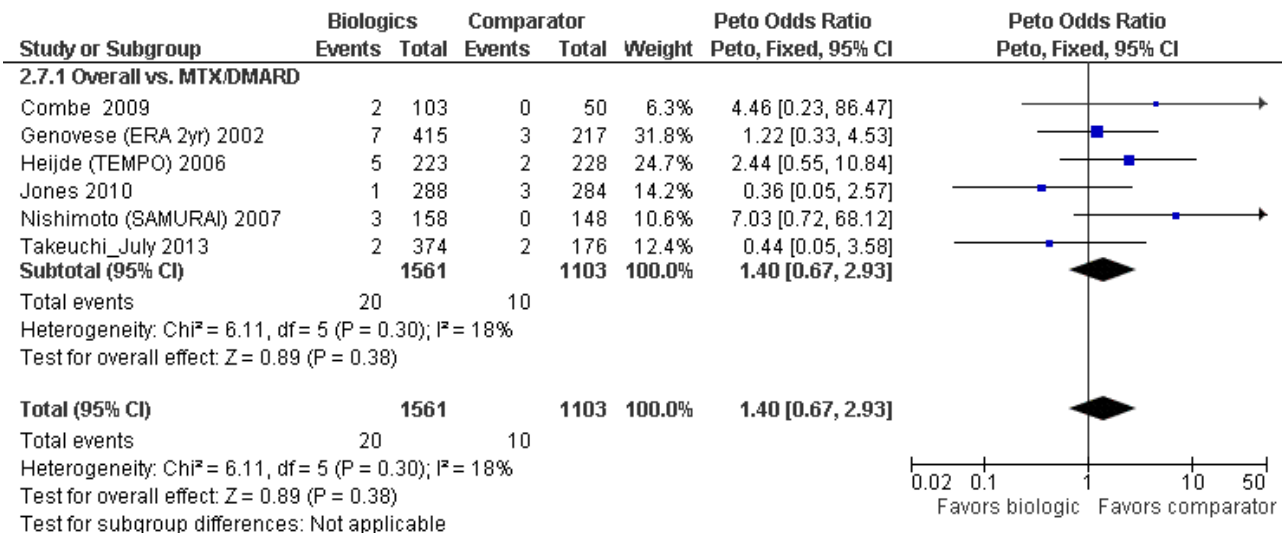 Biologics Comparator Peto Odds Ratio Peto Odds Ratio
Study or Subgroup Events Total Events Total Weight Peto, Fixed, 95% CI Peto, Fixed, 95% CI
2.7.1 Overall vs. MTX/DMARD
Combe 2009 2 103 0 50 6.3% 4.46 [0.23, 86.47]
Genovese (ERA 2yr) 2002 7 415 3 217 31.8% 1.22 [0.33, 4.53]
Heijde (TEMPO) 2006 5 223 2 228 24.7% 2.44 [0.55, 10.84]
Jones 2010 1 288 3 284 14.2% 0.36 [0.05, 2.57]
Nishimoto (SAMURAI) 2007 3 158 0 148 10.6% 7.03 [0.72, 68.12]
Takeuchi_July 2013 2 374 2 176 12.4% 0.44 [0.05, 3.58]
Subtotal (95% CI) 1561 1103 100.0% 1.40 [0.67, 2.93]
Total events 20 10
Heterogeneity: Chi² = 6.11, df = 5 (P = 0.30); I² = 18%
Test for overall effect: Z = 0.89 (P = 0.38)
Total (95% CI) 1561 1103 100.0% 1.40 [0.67, 2.93]
Total events 20 10
Heterogeneity: Chi² = 6.11, df = 5 (P = 0.30); I² = 18%
Test for overall effect: Z = 0.89 (P = 0.38)
Test for subgroup differences: Not applicable
0.02 0.1 1 10 50
Favors biologic Favors comparator